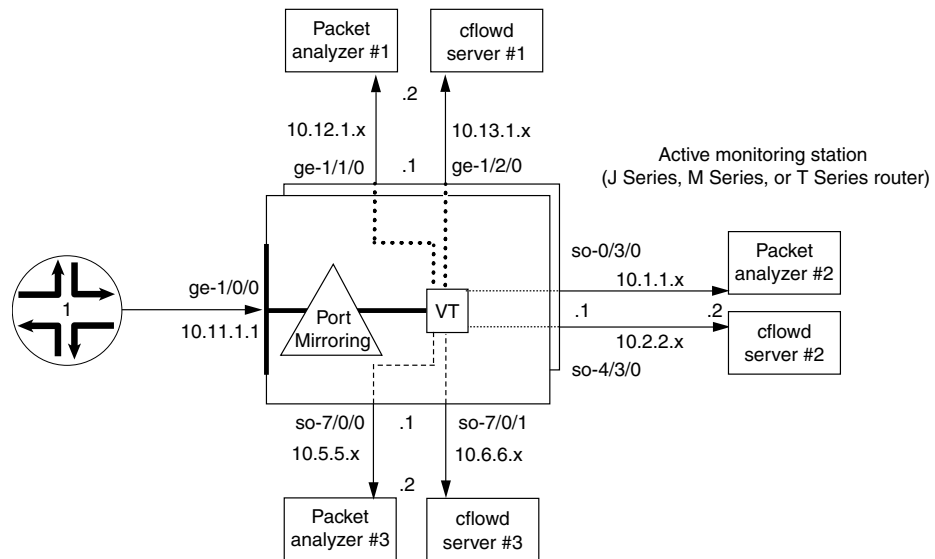 Packet
analyzer #1
cflowd
server #1
.2
10.12.1.x
10.13.1.x
ge-1/1/0
.1
ge-1/2/0
Active monitoring station
(J Series, M Series, or T Series router)
so-0/3/0
Packet
analyzer #2
10.1.1.x
ge-1/0/0
1
10.11.1.1
Port
Mirroring
VT
.1
.2
10.2.2.x
cflowd
server #2
so-4/3/0
so-7/0/0
.1
so-7/0/1
10.5.5.x
10.6.6.x
.2
Packet
analyzer #3
cflowd
server #3